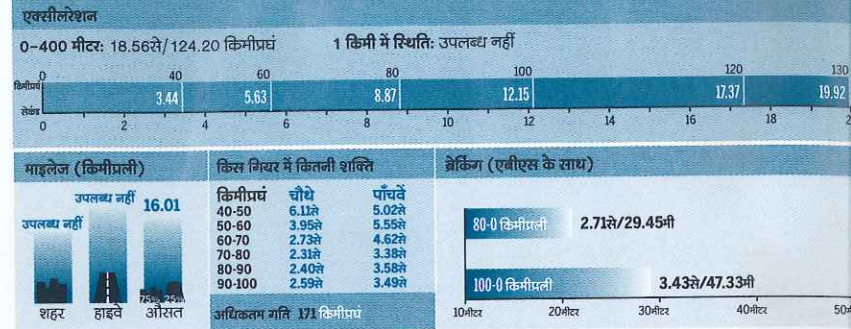 एक्सीलरेशन
0-400 मीटर: 18.56से/124.20 किमीप्रघं 1 किमी में स्थिति: उपलब्ध नहीं
0 40 60 80 100 120 130
किमीप्रघं 3.44 5.63 8.87 12.15 17.37 19.92
सेकंड
0 2 4 6 8 10 12 14 16 18
माइलेज (किमीप्रली)
उपलब्ध नहीं
उपलब्ध नहीं
16.01
75% 25%
शहर हाइवे औसत
किस गियर में कितनी शक्ति
किमीप्रघं चौथे पाँचवें
40-50 6.11से 5.02से
50-60 3.95से 5.55से
60-70 2.73से 4.62से
70-80 2.31से 3.38से
80-90 2.40से 3.58से
90-100 2.59से 3.49से
अधिकतम गति 171 किमीप्रघं
ब्रेकिंग (एबीएस के साथ)
80-0 किमीप्रली 2.71से/29.45मी
100-0 किमीप्रली 3.43से/47.33मी
10मीटर 20मीटर 30मीटर 40मीटर